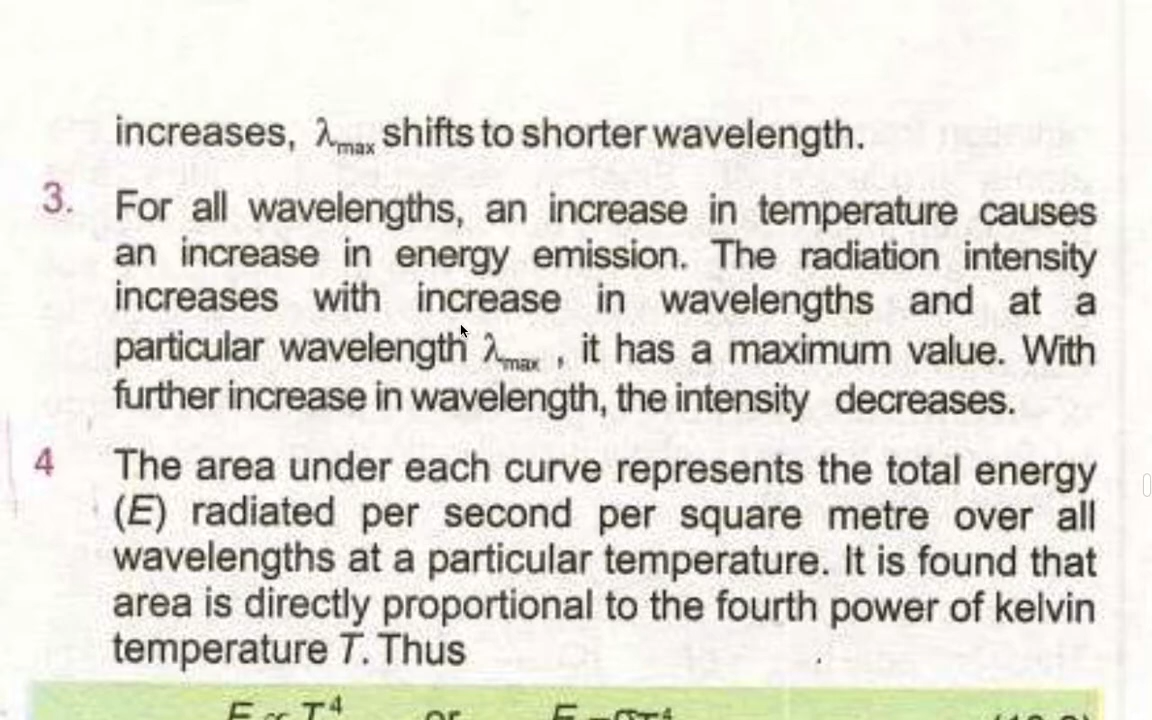 increases, λmax shifts to shorter wavelength.
3. For all wavelengths, an increase in temperature causes
an increase in energy emission. The radiation intensity
increases with increase in wavelengths and at a
particular wavelength λmax , it has a maximum value. With
further increase in wavelength, the intensity decreases.
4 The area under each curve represents the total energy
(E) radiated per second per square metre over all
wavelengths at a particular temperature. It is found that
area is directly proportional to the fourth power of kelvin
temperature T. Thus
E ∝ T⁴ or E = σT⁴